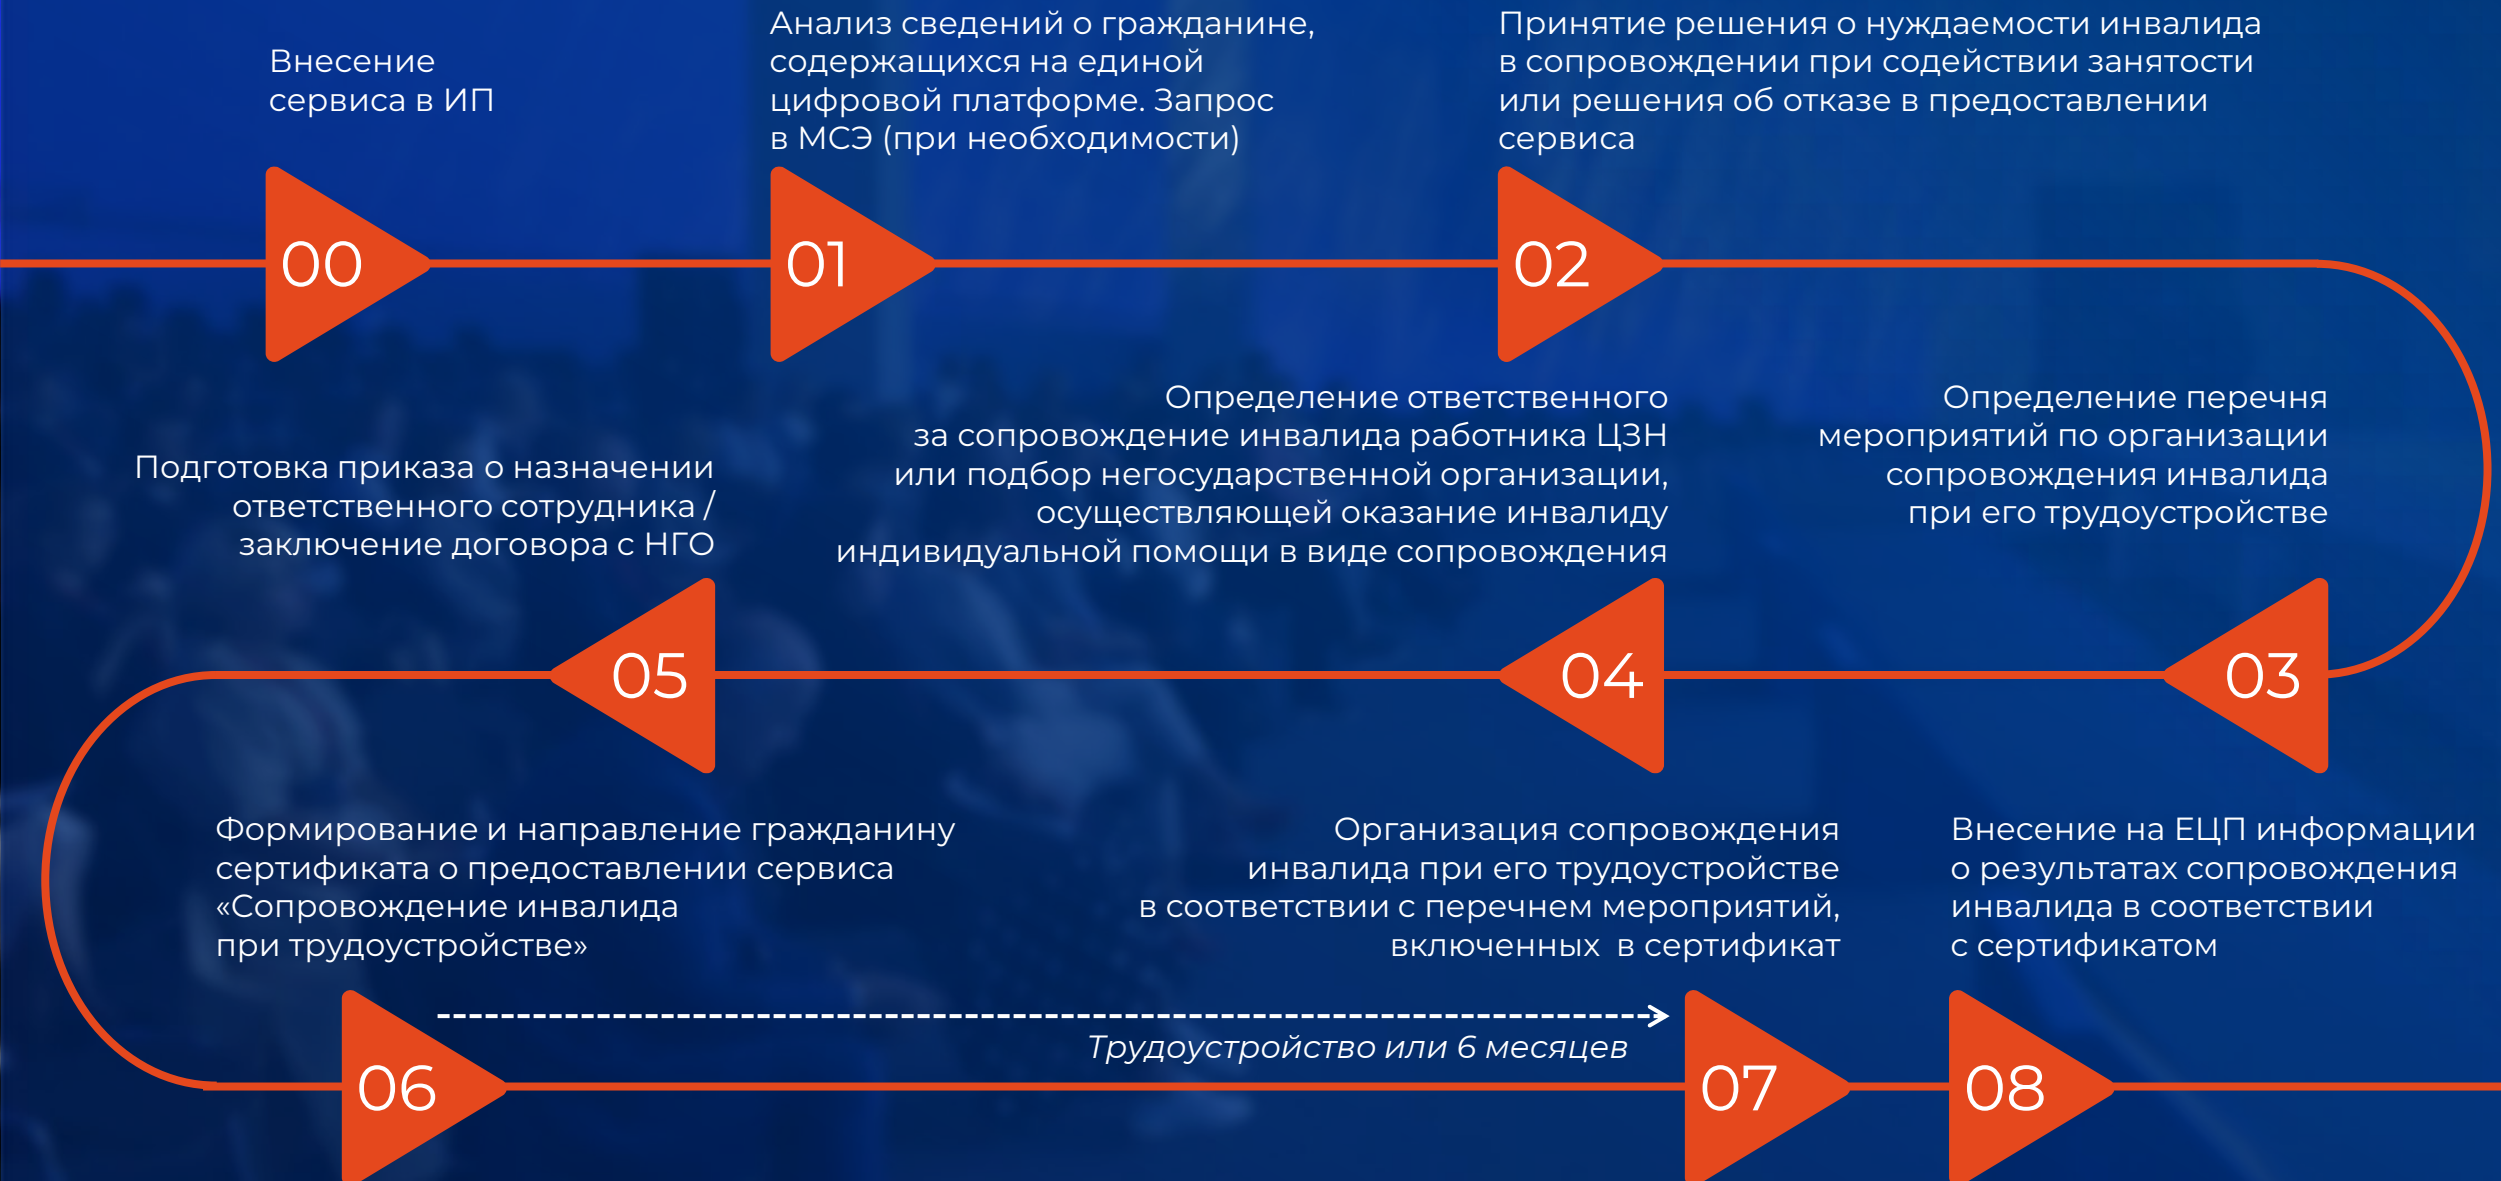 Внесение
сервиса в ИП
00
Анализ сведений о гражданине,
содержащихся на единой
цифровой платформе. Запрос
в МСЭ (при необходимости)
01
Принятие решения о нуждаемости инвалида
в сопровождении при содействии занятости
или решения об отказе в предоставлении
сервиса
02
Определение перечня
мероприятий по организации
сопровождения инвалида
при его трудоустройстве
03
Определение ответственного
за сопровождение инвалида работника ЦЗН
или подбор негосударственной организации,
осуществляющей оказание инвалиду
индивидуальной помощи в виде сопровождения
04
Подготовка приказа о назначении
ответственного сотрудника /
заключение договора с НГО
05
Формирование и направление гражданину
сертификата о предоставлении сервиса
«Сопровождение инвалида
при трудоустройстве»
06
Трудоустройство или 6 месяцев
Организация сопровождения
инвалида при его трудоустройстве
в соответствии с перечнем мероприятий,
включенных в сертификат
07
Внесение на ЕЦП информации
о результатах сопровождения
инвалида в соответствии
с сертификатом
08